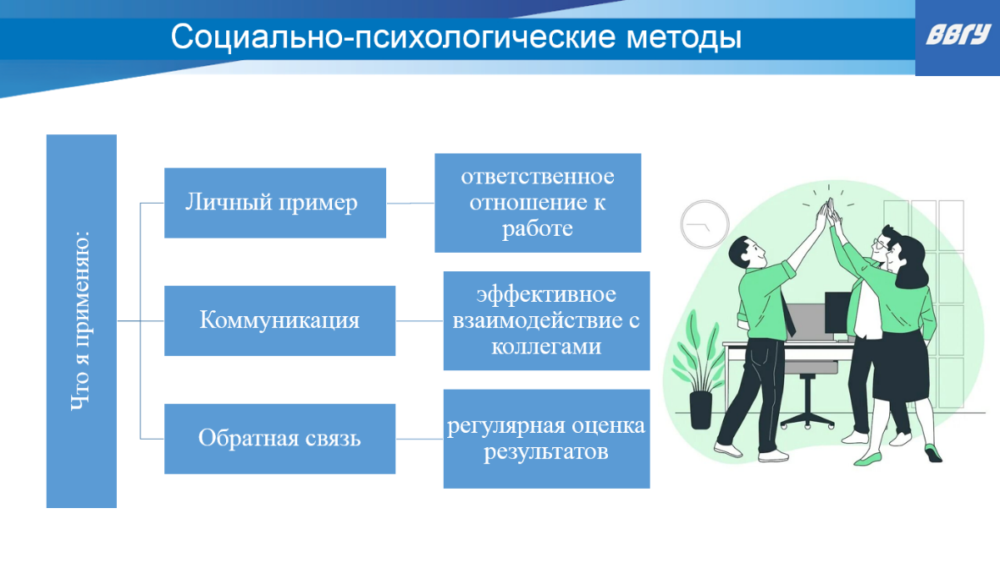 Социально-психологические методы
ВВГУ
Что я применяю:
Личный пример
ответственное
отношение к
работе
Коммуникация
эффективное
взаимодействие с
коллегами
Обратная связь
регулярная оценка
результатов